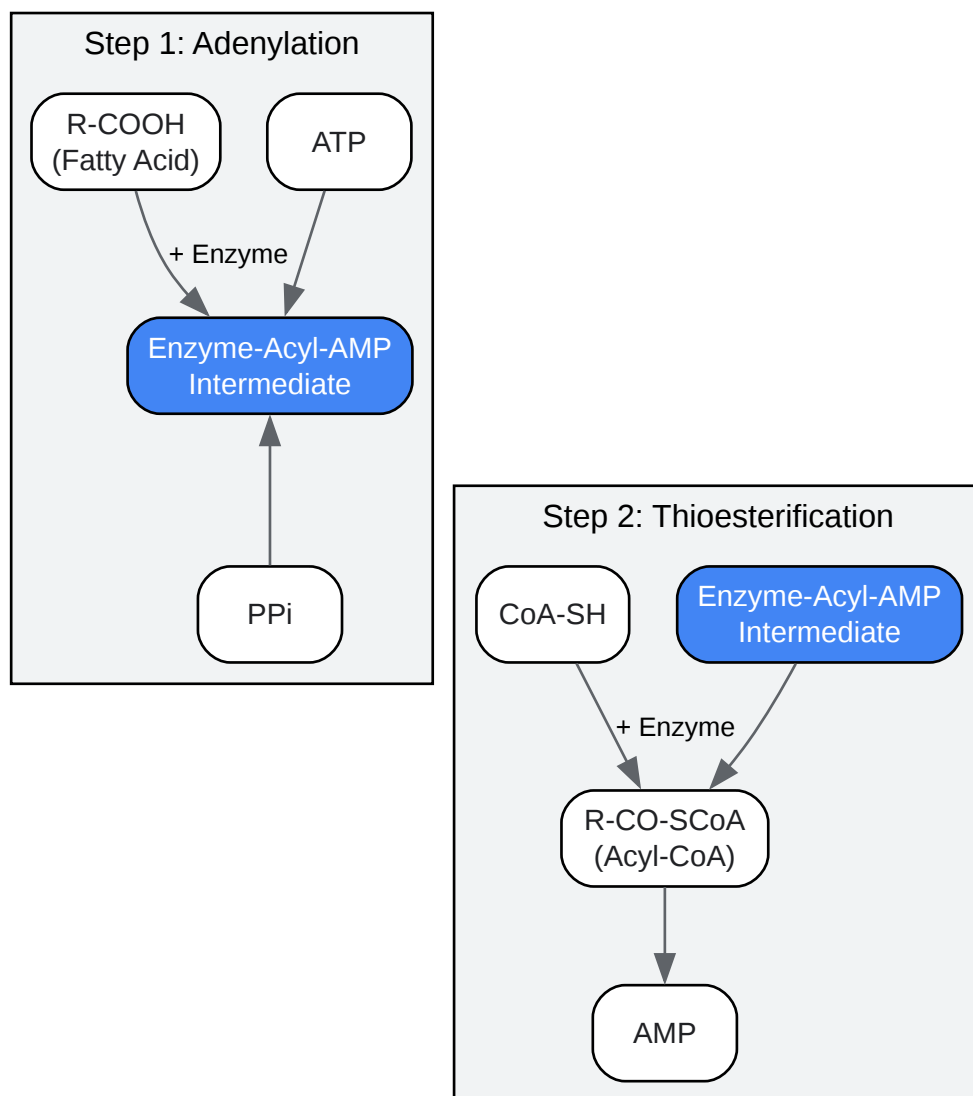 Step 1: Adenylation
R-COOH
(Fatty Acid)
ATP
+ Enzyme
Enzyme-Acyl-AMP
Intermediate
PPi
Step 2: Thioesterification
CoA-SH
Enzyme-Acyl-AMP
Intermediate
+ Enzyme
R-CO-SCoA
(Acyl-CoA)
AMP